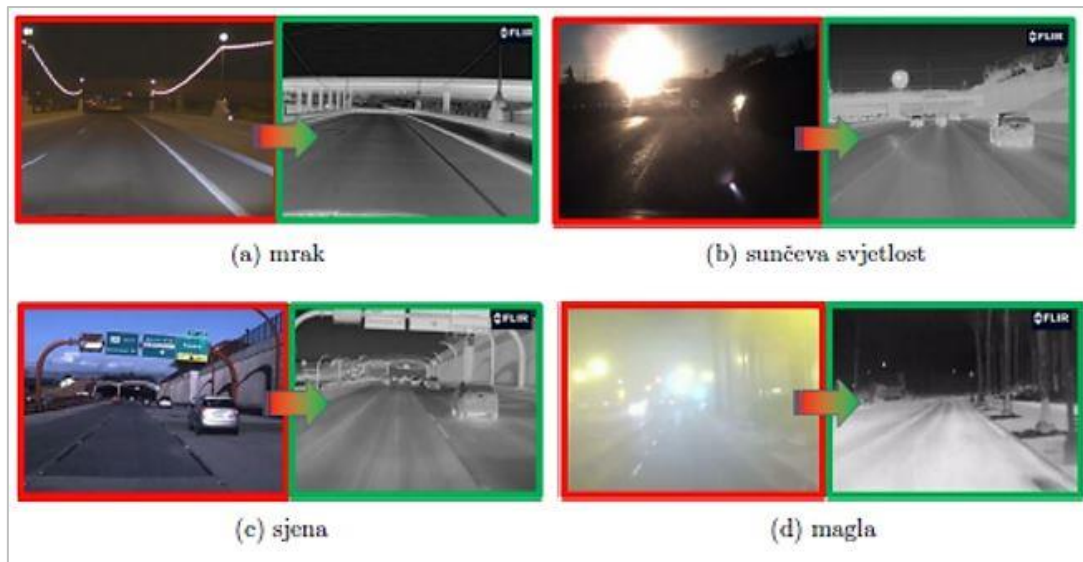 FLIR
(a) mrak
FLIR
(b) sunčeva svjetlost
FLIR
(c) sjena
FLIR
(d) magla